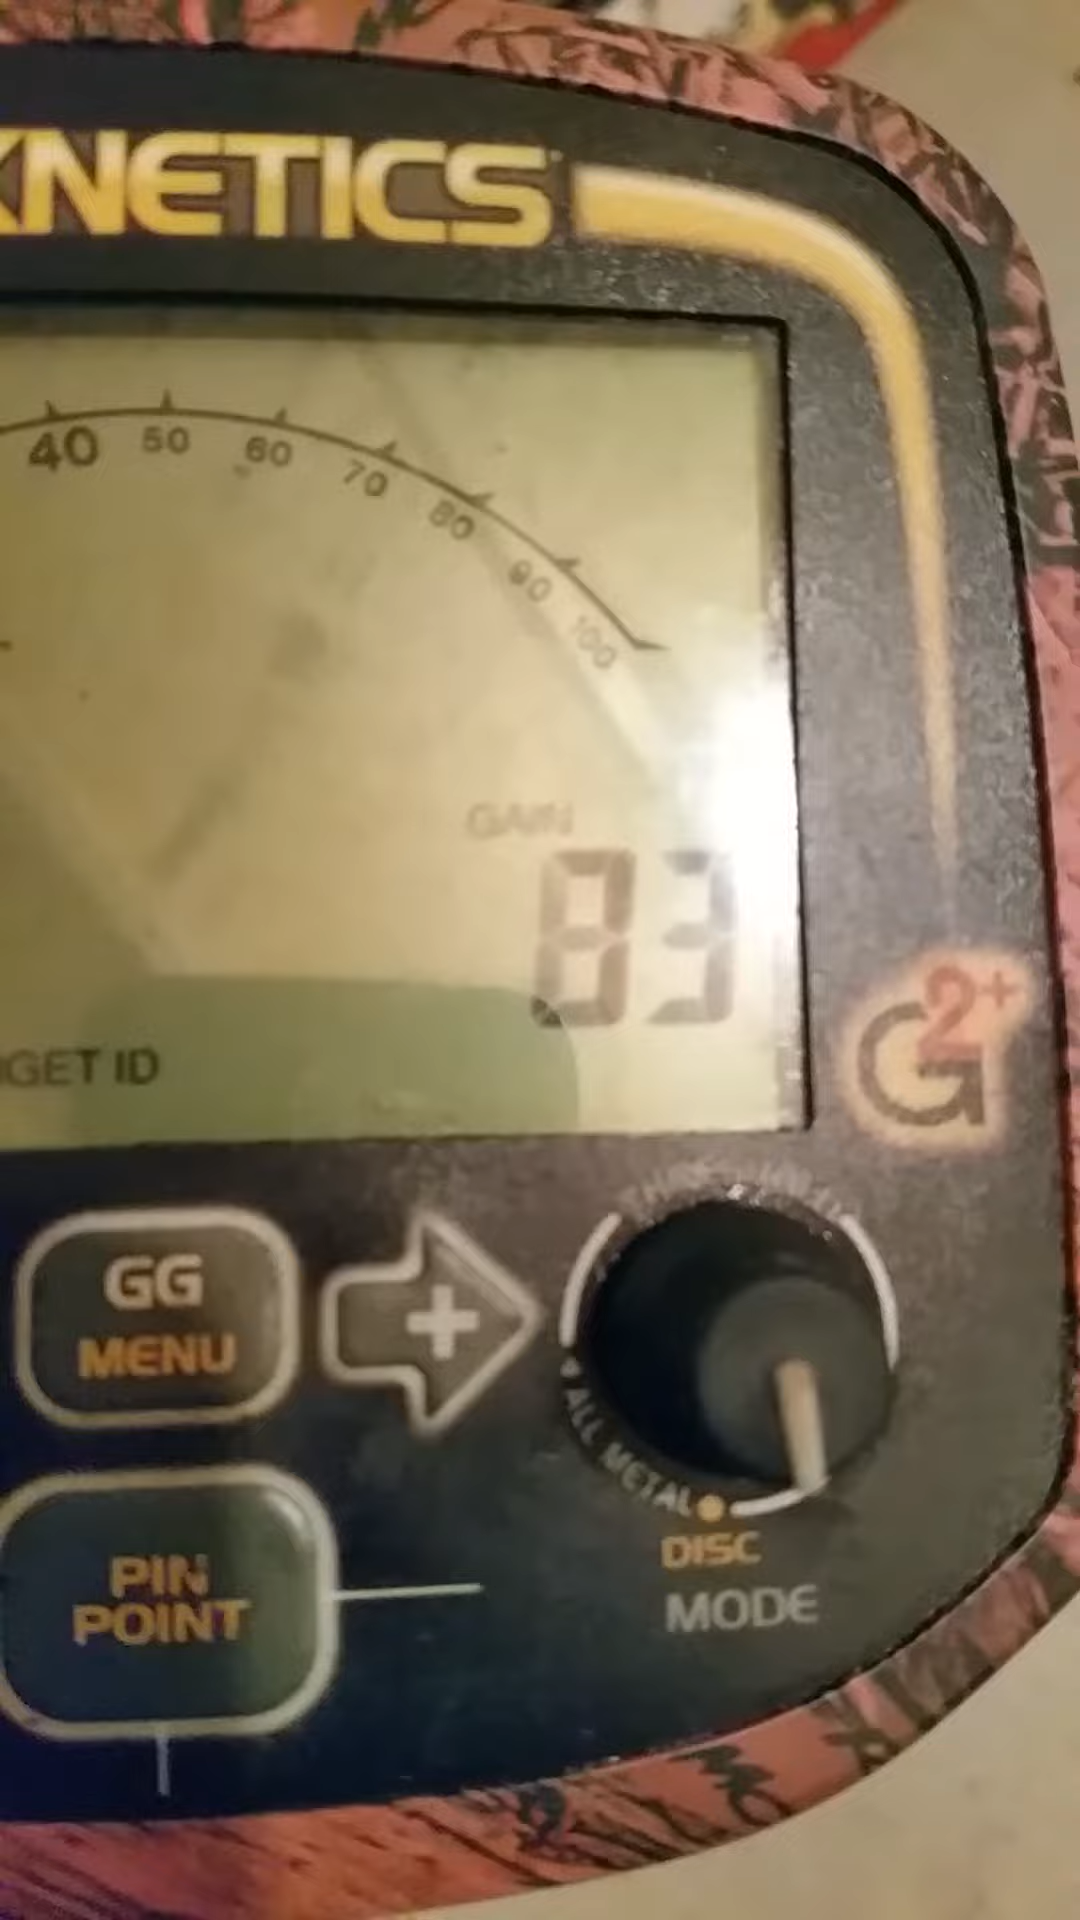 KNETICS
40 50 60 70 80 90 100
GAIN
83
GET ID
G2+
GG
MENU
+
ALL METAL
DISC
MODE
PIN
POINT